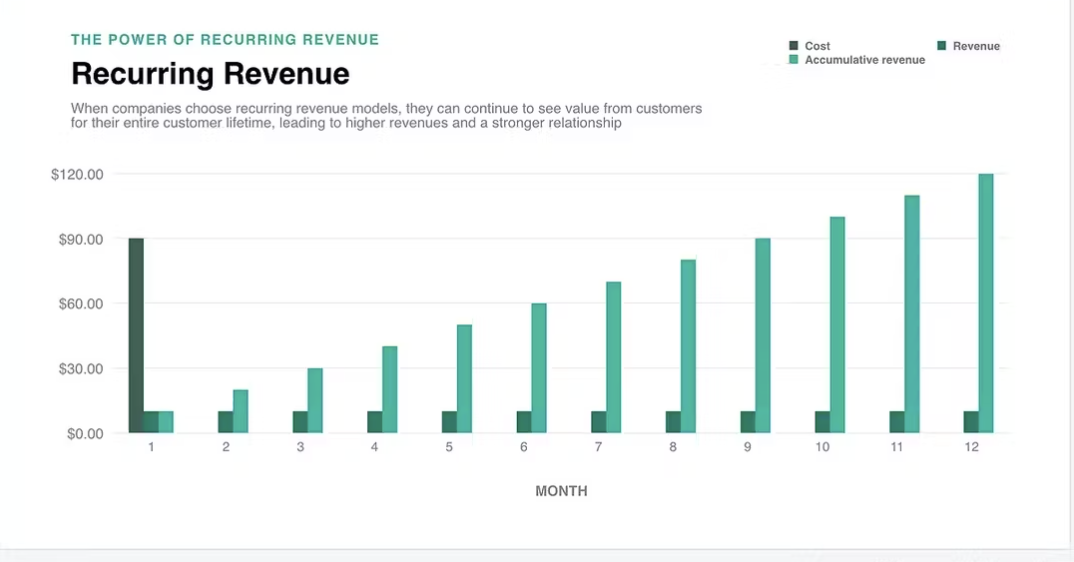 THE POWER OF RECURRING REVENUE
Recurring Revenue
When companies choose recurring revenue models, they can continue to see value from customers
for their entire customer lifetime, leading to higher revenues and a stronger relationship
Cost
Revenue
Accumulative revenue
$120.00
$90.00
$60.00
$30.00
$0.00
1 2 3 4 5 6 7 8 9 10 11 12
MONTH